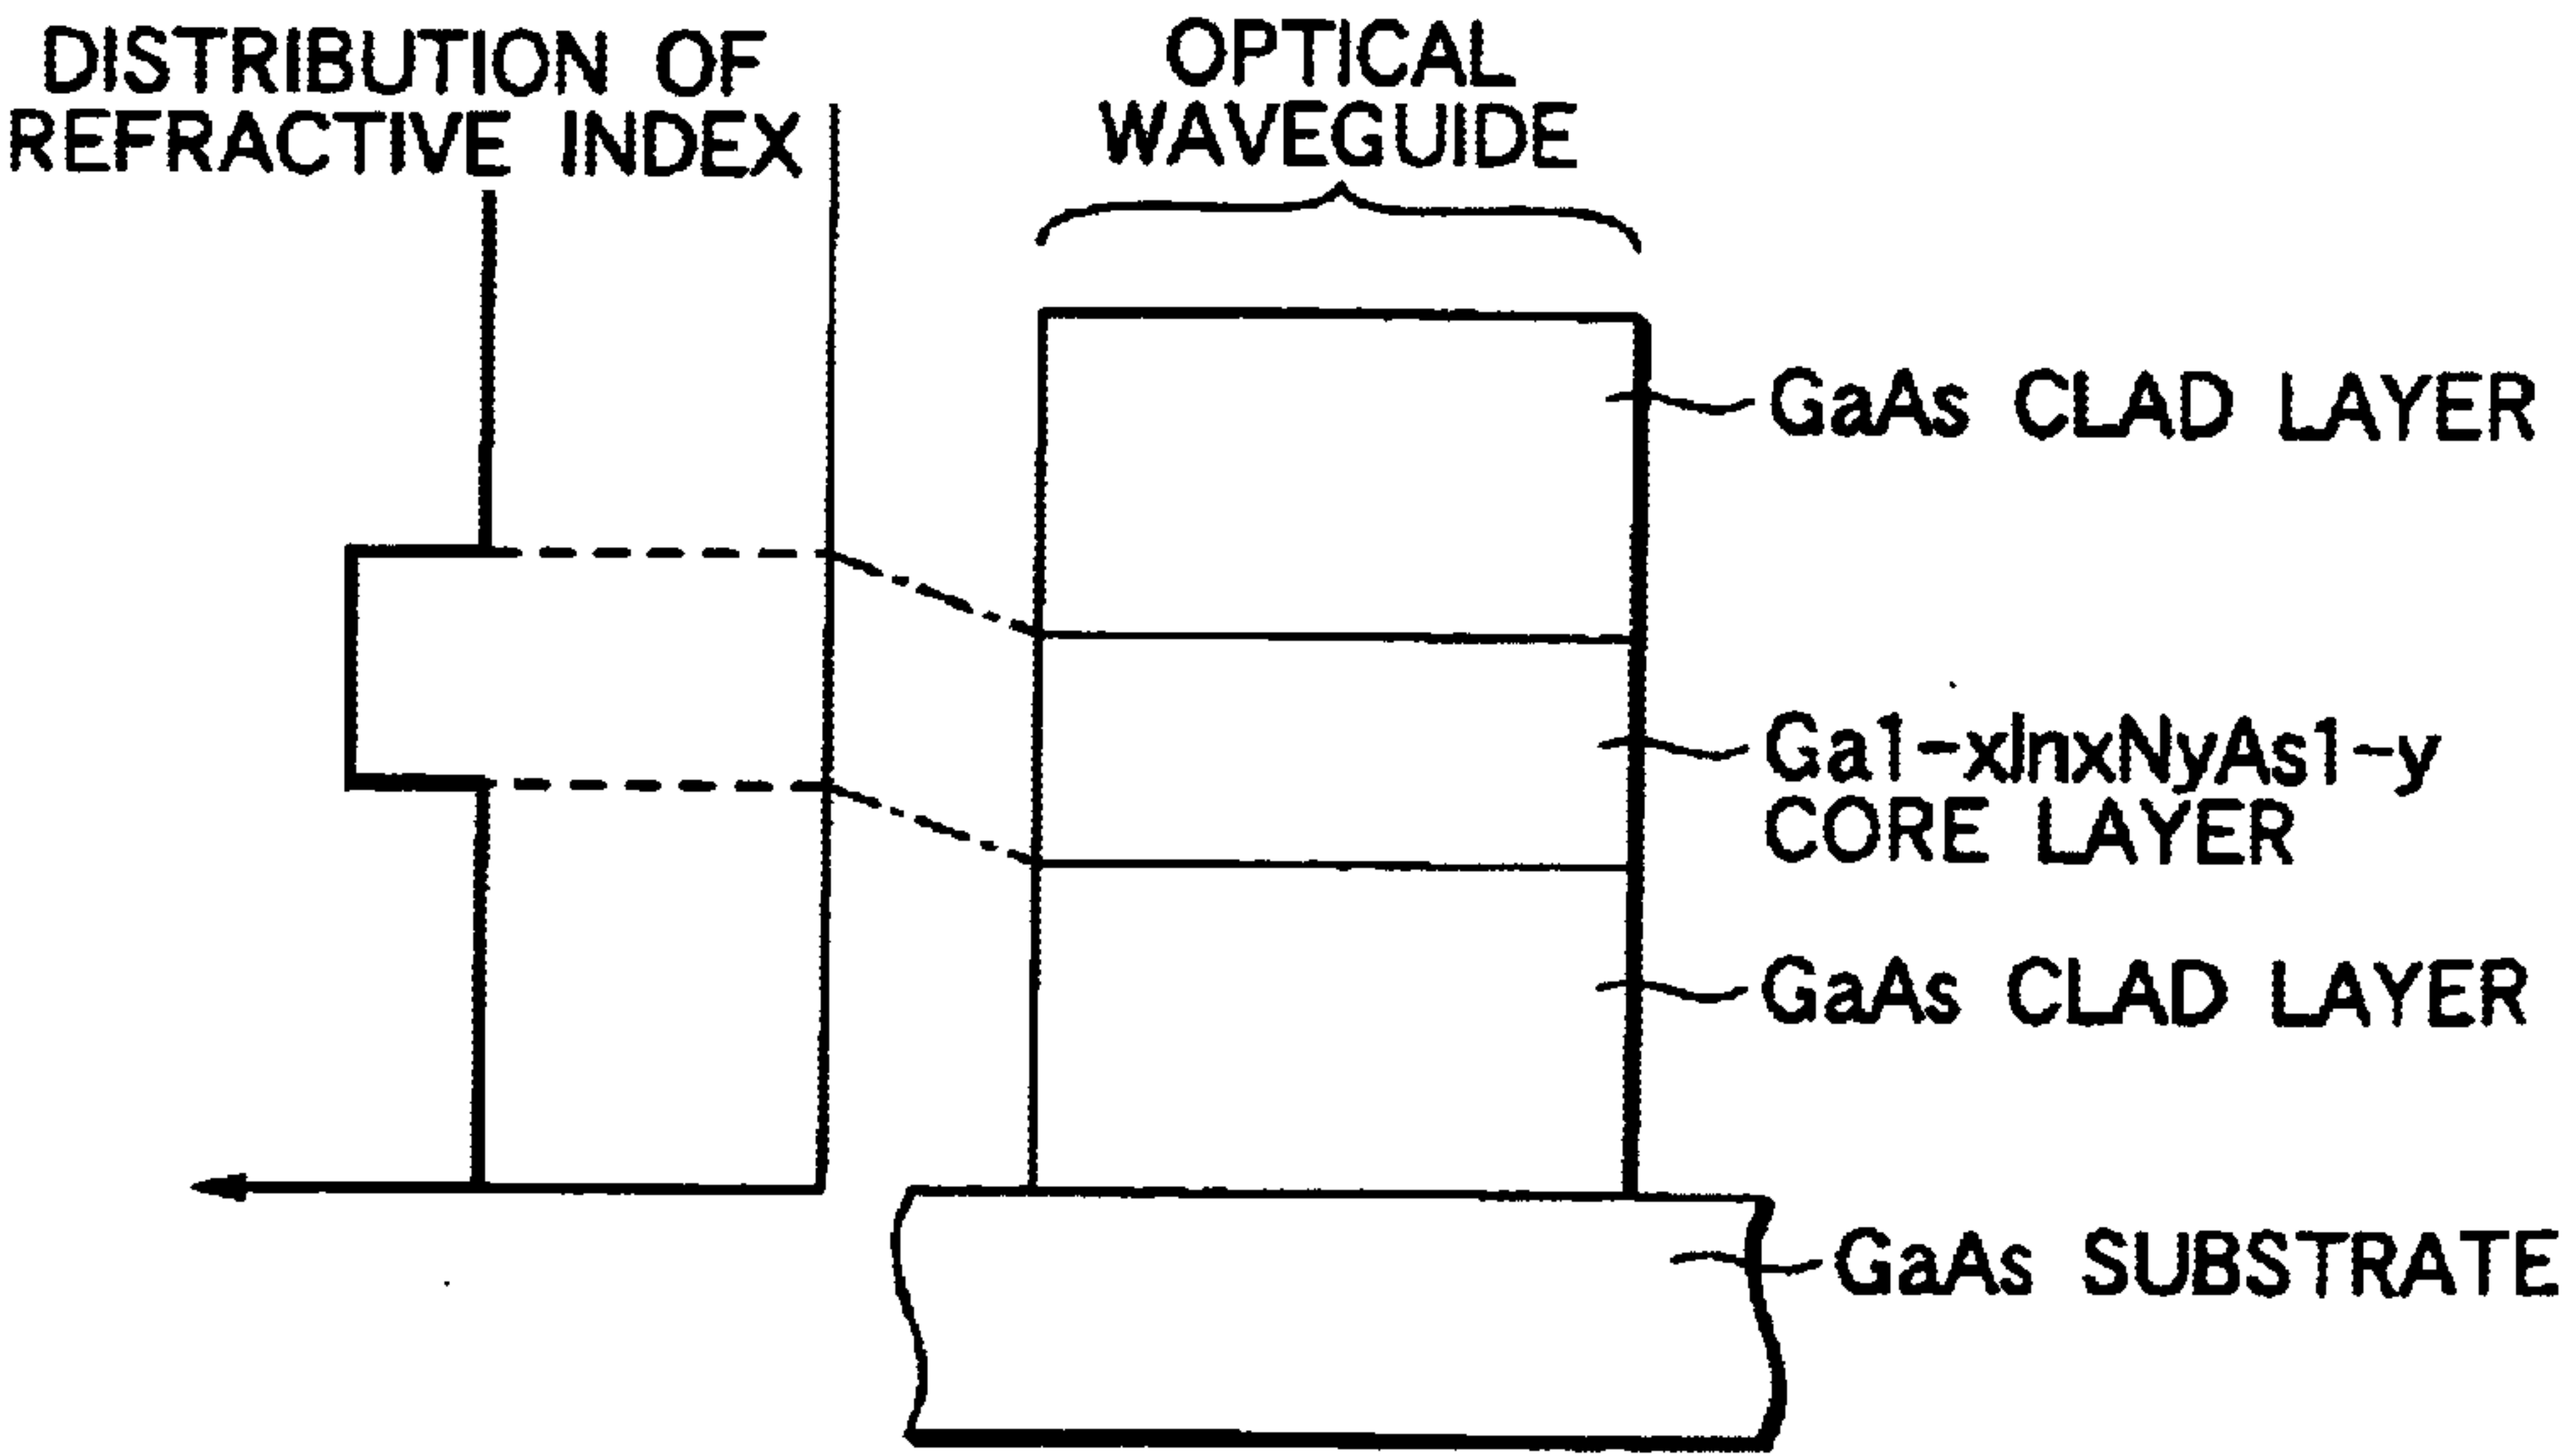 DISTRIBUTION OF
REFRACTIVE INDEX
OPTICAL
WAVEGUIDE
GaAs CLAD LAYER
Ga1-xInxNyAs1-y
CORE LAYER
GaAs CLAD LAYER
GaAs SUBSTRATE